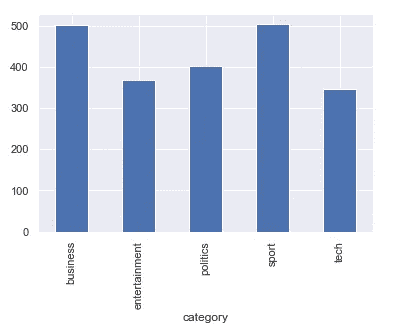 500
400
300
200
100
0
business
entertainment
politics
sport
tech
category